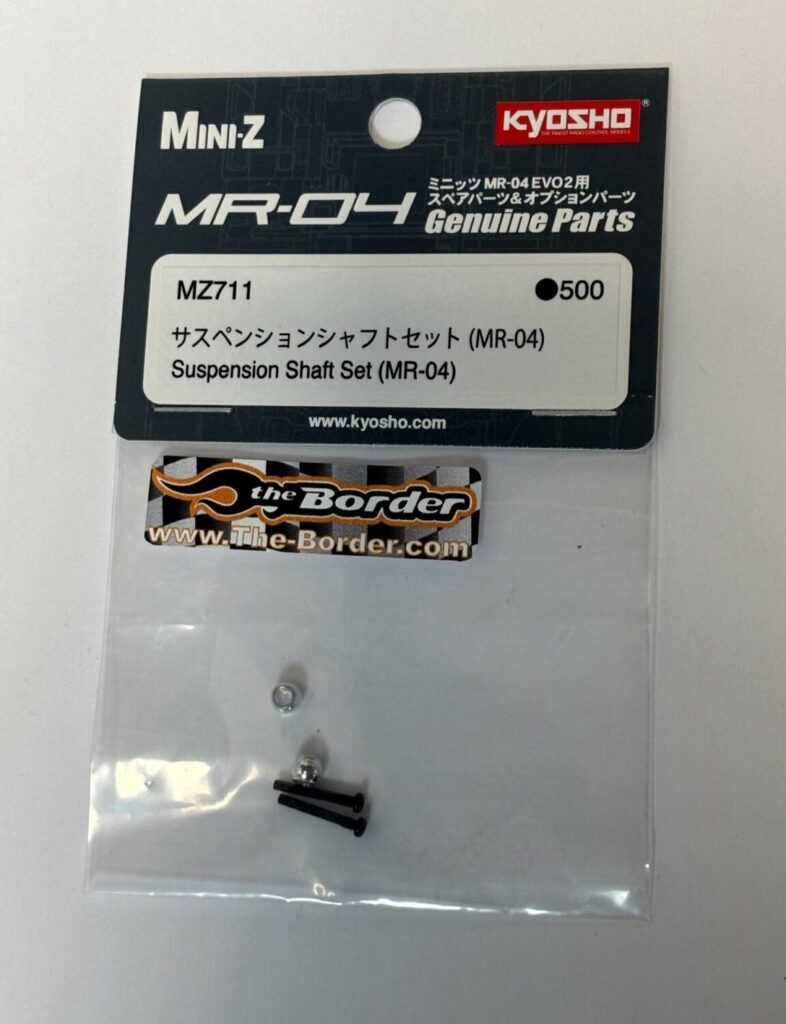 MINI-Z
KYOSHO®
THE FINEST RADIO CONTROL MODELS
MR-04
ミニッツ MR-04 EVO2用
スペアパーツ&オプションパーツ
Genuine Parts
MZ711
●500
サスペンションシャフトセット (MR-04)
Suspension Shaft Set (MR-04)
www.kyosho.com
the Border
www.The-Border.com